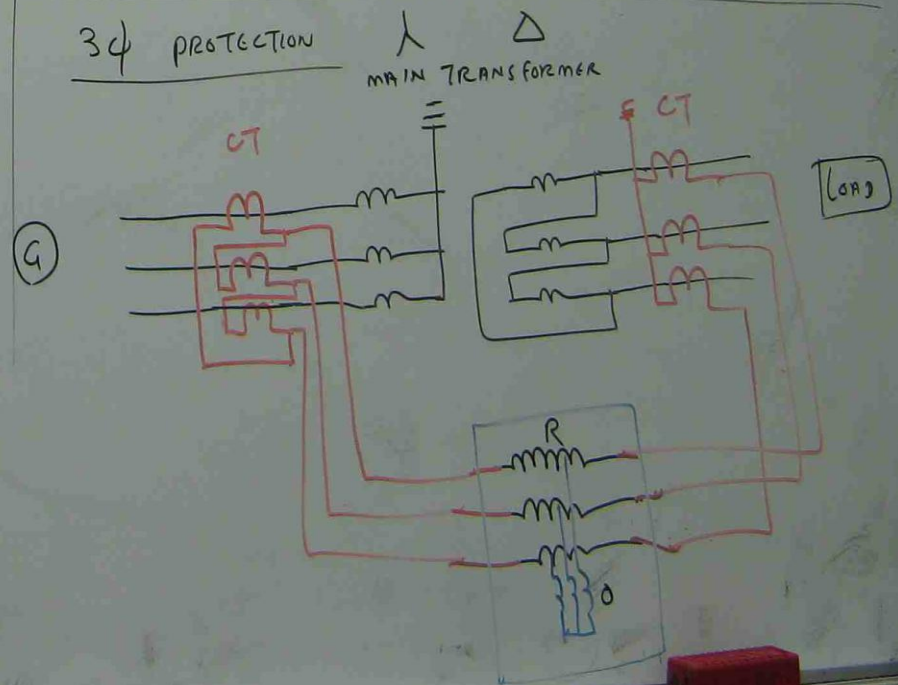 3ϕ PROTECTION
⅄ Δ
MAIN TRANSFORMER
CT
CT
G
LOAD
R
O